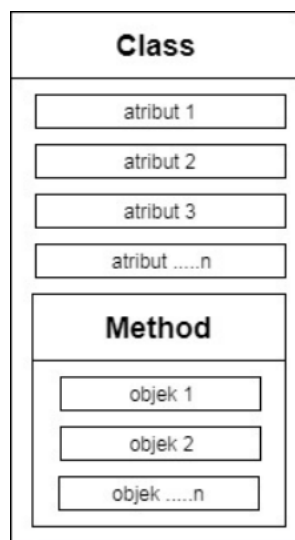 Class
atribut 1
atribut 2
atribut 3
atribut .....n
Method
objek 1
objek 2
objek .....n